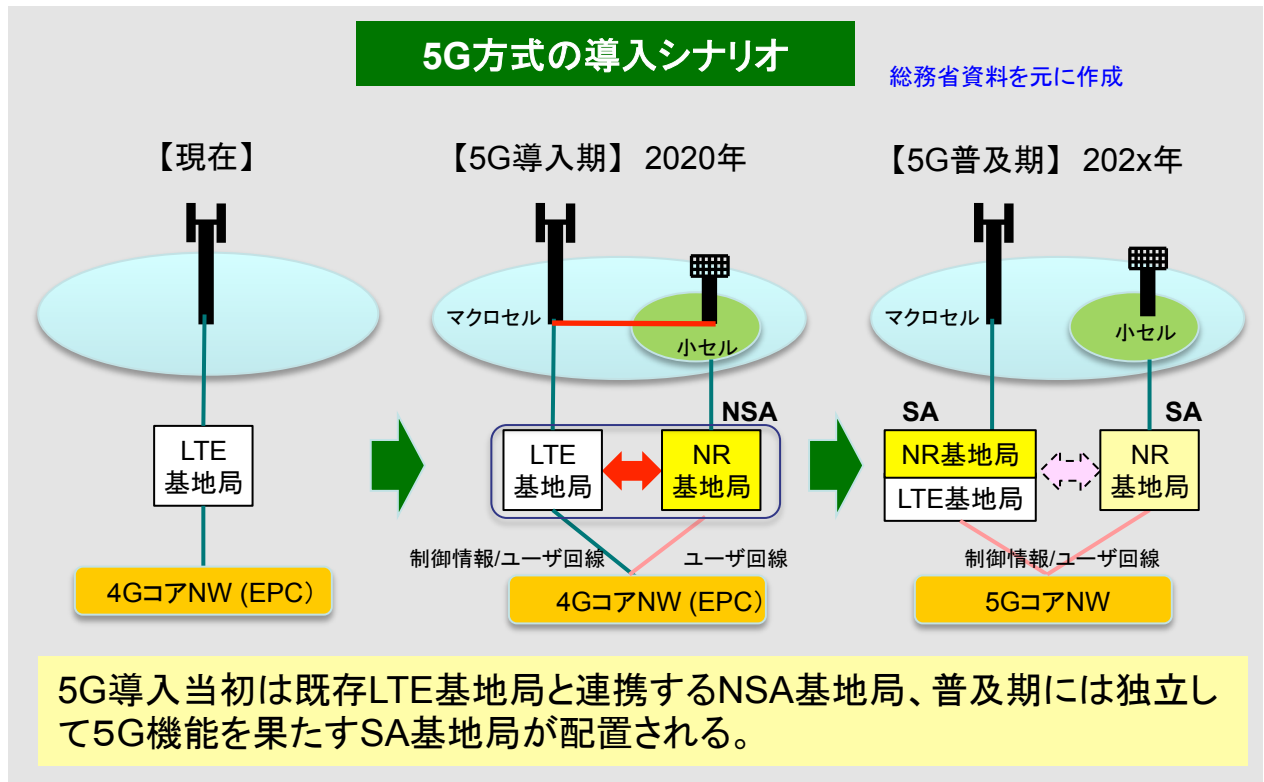 5G方式の導入シナリオ
総務省資料を元に作成
【現在】
【5G導入期】 2020年
【5G普及期】 202x年
マクロセル
小セル
マクロセル
小セル
NSA
SA
SA
LTE
基地局
LTE
基地局
NR
基地局
NR基地局
LTE基地局
NR
基地局
制御情報/ユーザ回線
ユーザ回線
制御情報/ユーザ回線
4GコアNW (EPC）
4GコアNW (EPC）
5GコアNW
5G導入当初は既存LTE基地局と連携するNSA基地局、普及期には独立し
て５G機能を果たすSA基地局が配置される。